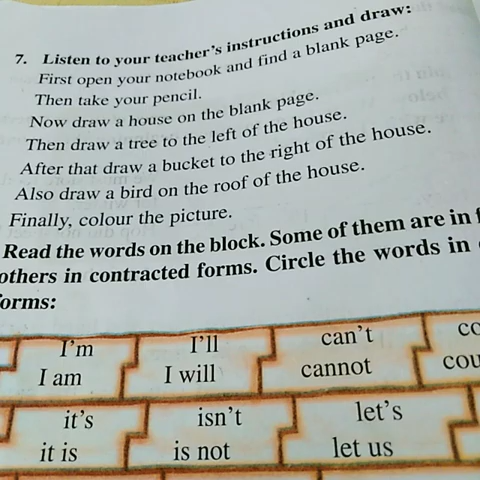 7. Listen to your teacher's instructions and draw:
First open your notebook and find a blank page.
Then take your pencil.
Now draw a house on the blank page.
Then draw a tree to the left of the house.
After that draw a bucket to the right of the house.
Also draw a bird on the roof of the house.
Finally, colour the picture.
Read the words on the block. Some of them are in
others in contracted forms. Circle the words in
forms:
I'm I'll can't
I am I will cannot
it's isn't let's
it is is not let us